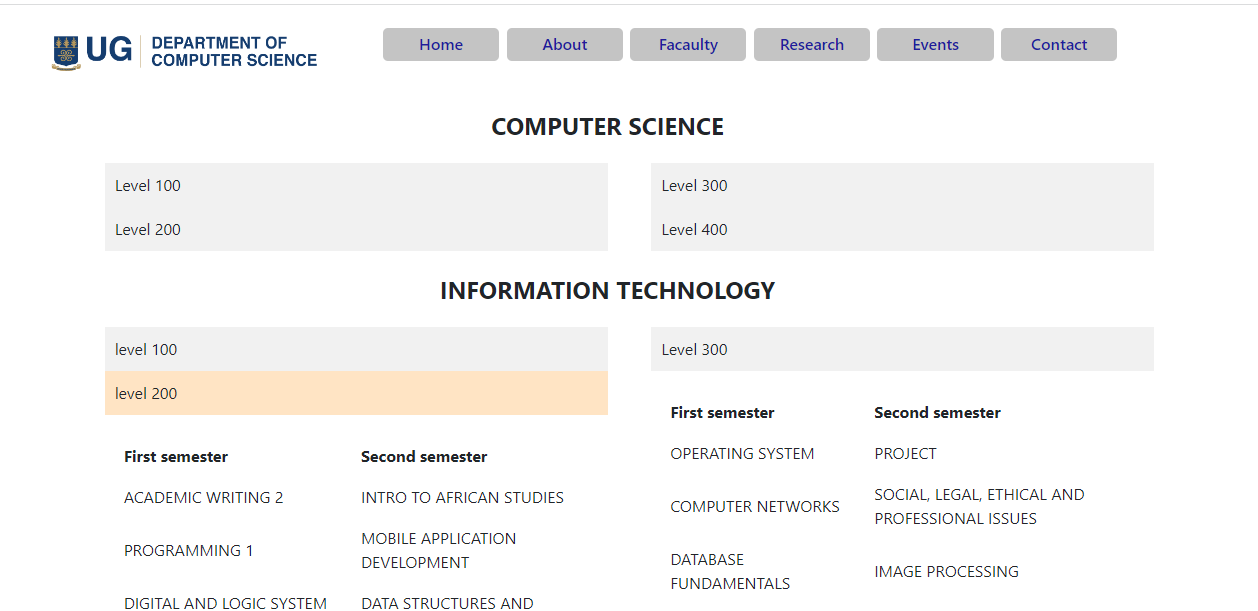 UG
DEPARTMENT OF
COMPUTER SCIENCE
Home
About
Facaulty
Research
Events
Contact
COMPUTER SCIENCE
Level 100
Level 200
Level 300
Level 400
INFORMATION TECHNOLOGY
level 100
level 200
First semester
Second semester
ACADEMIC WRITING 2
INTRO TO AFRICAN STUDIES
PROGRAMMING 1
MOBILE APPLICATION
DEVELOPMENT
DIGITAL AND LOGIC SYSTEM
DATA STRUCTURES AND
Level 300
First semester
Second semester
OPERATING SYSTEM
PROJECT
COMPUTER NETWORKS
SOCIAL, LEGAL, ETHICAL AND
PROFESSIONAL ISSUES
DATABASE
FUNDAMENTALS
IMAGE PROCESSING